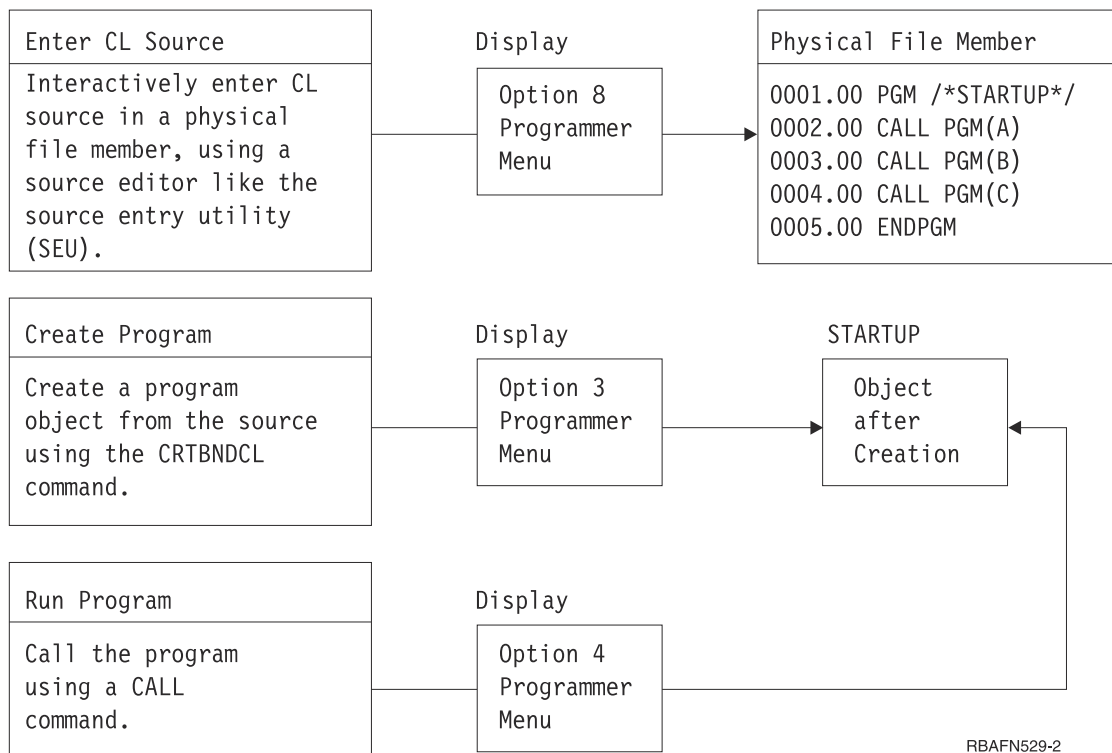 Enter CL Source
Interactively enter CL
source in a physical
file member, using a
source editor like the
source entry utility
(SEU).
Display
Option 8
Programmer
Menu
Physical File Member
0001.00 PGM /*STARTUP*/
0002.00 CALL PGM(A)
0003.00 CALL PGM(B)
0004.00 CALL PGM(C)
0005.00 ENDPGM
Create Program
Create a program
object from the source
using the CRTBNDCL
command.
Display
Option 3
Programmer
Menu
STARTUP
Object
after
Creation
Run Program
Call the program
using a CALL
command.
Display
Option 4
Programmer
Menu
RBAFN529-2